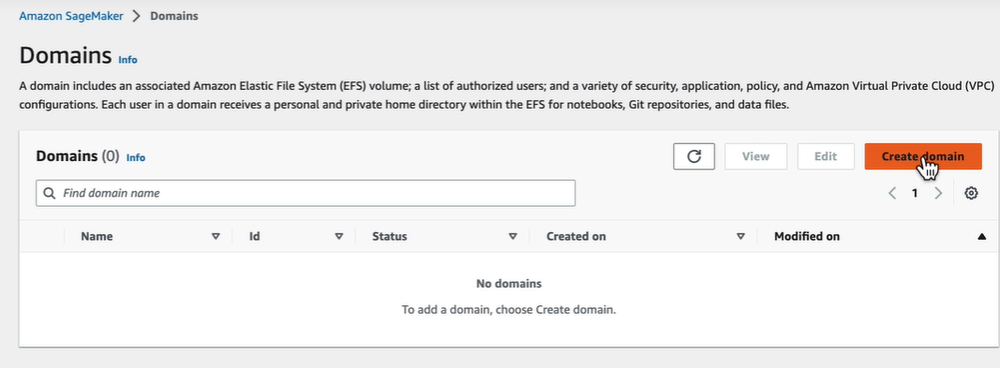 Amazon SageMaker > Domains
Domains Info
A domain includes an associated Amazon Elastic File System (EFS) volume; a list of authorized users; and a variety of security, application, policy, and Amazon Virtual Private Cloud (VPC)
configurations. Each user in a domain receives a personal and private home directory within the EFS for notebooks, Git repositories, and data files.
Domains (0) Info
View Edit Create domain
Find domain name
1
Name Id Status Created on Modified on
No domains
To add a domain, choose Create domain.